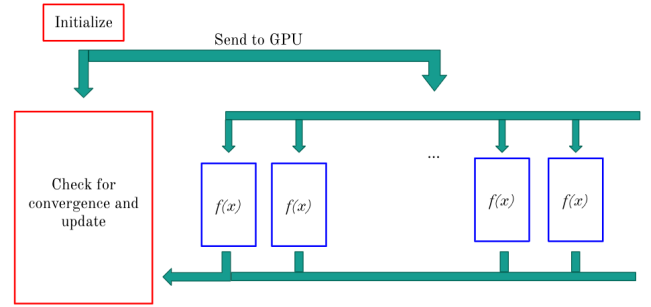 Initialize
Send to GPU
Check for
convergence and
update
f(x)
f(x)
...
f(x)
f(x)